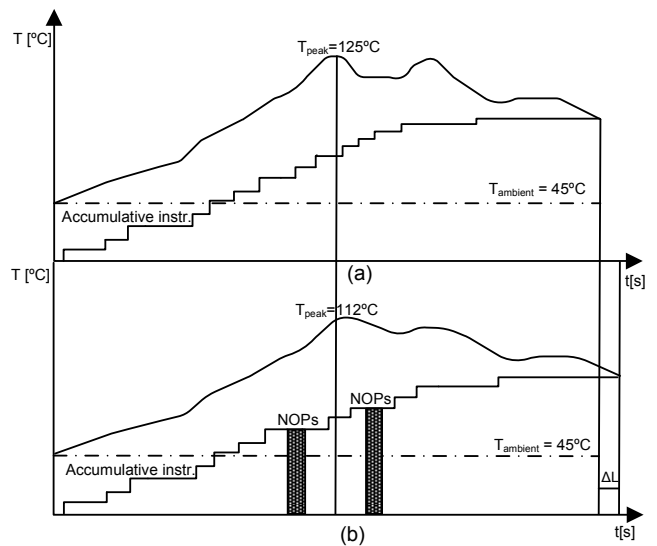 T [ºC]
Tpeak=125ºC
Tambient = 45ºC
Accumulative instr.
(a)
t[s]
T [ºC]
Tpeak=112ºC
NOPs
NOPs
Tambient = 45ºC
Accumulative instr.
ΔL
(b)
t[s]